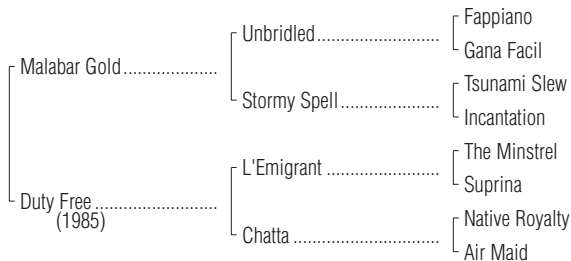 Fappiano
Unbridled
Gana Facil
Malabar Gold
Tsunami Slew
Stormy Spell
Incantation
The Minstrel
L'Emigrant
Suprina
Duty Free
(1985)
Native Royalty
Chatta
Air Maid